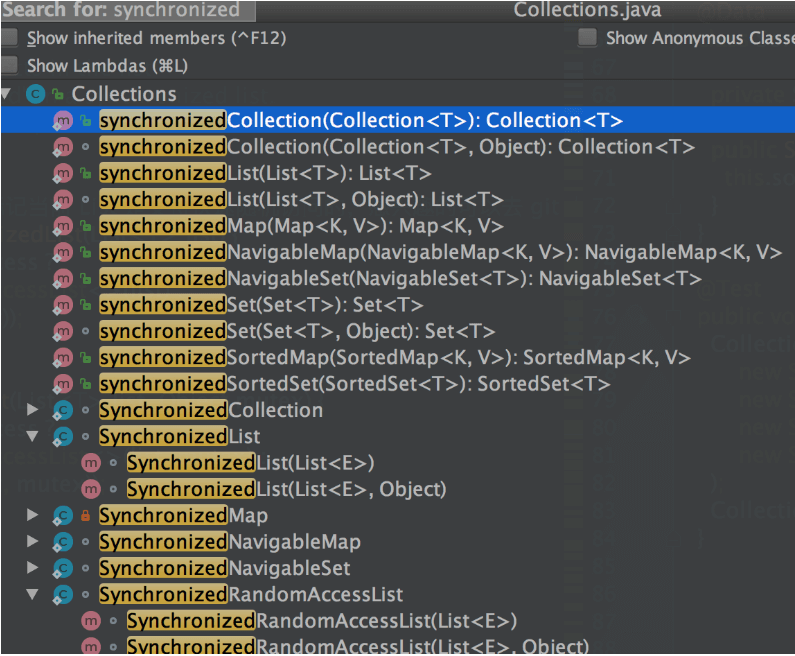 Search for: synchronized Collections.java
Show inherited members (^F12) Show Anonymous Classe
Show Lambdas (⌘L)
Collections
synchronizedCollection(Collection<T>): Collection<T>
synchronizedCollection(Collection<T>, Object): Collection<T>
synchronizedList(List<T>): List<T>
synchronizedList(List<T>, Object): List<T>
synchronizedMap(Map<K, V>): Map<K, V>
synchronizedNavigableMap(NavigableMap<K, V>): NavigableMap<K, V>
synchronizedNavigableSet(NavigableSet<T>): NavigableSet<T>
synchronizedSet(Set<T>): Set<T>
synchronizedSet(Set<T>, Object): Set<T>
synchronizedSortedMap(SortedMap<K, V>): SortedMap<K, V>
synchronizedSortedSet(SortedSet<T>): SortedSet<T>
SynchronizedCollection
SynchronizedList
SynchronizedList(List<E>)
SynchronizedList(List<E>, Object)
SynchronizedMap
SynchronizedNavigableMap
SynchronizedNavigableSet
SynchronizedRandomAccessList
SynchronizedRandomAccessList(List<E>)
SynchronizedRandomAccessList(List<E>, Object)